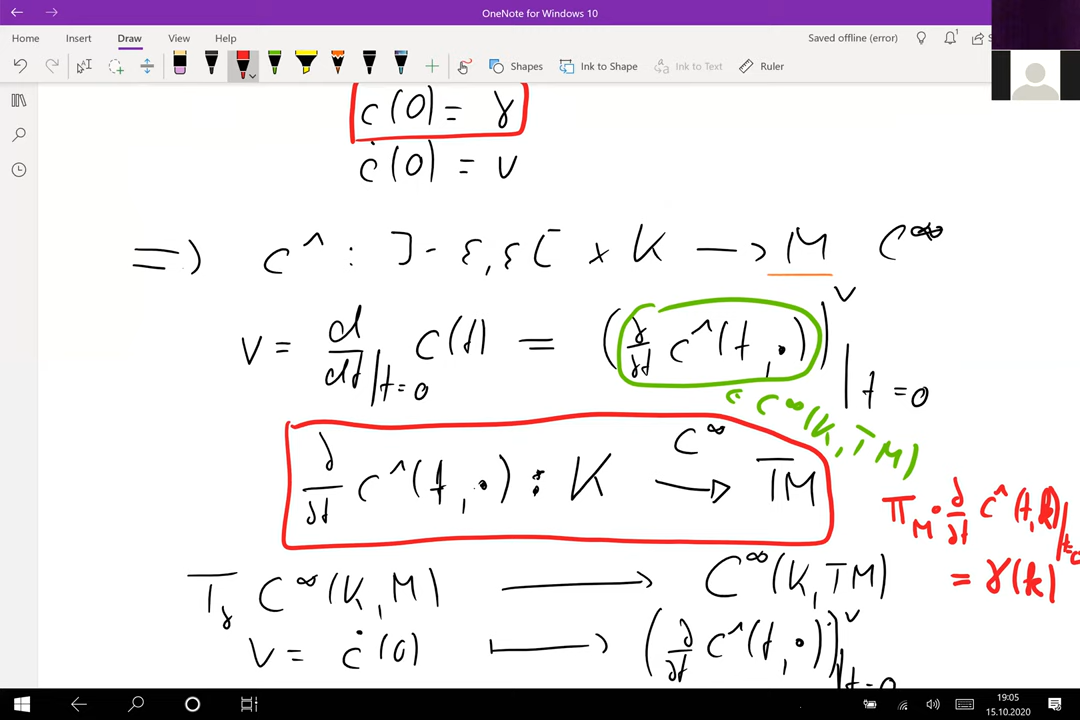 OneNote for Windows 10
Home Insert Draw View Help Saved offline (error)
Shapes Ink to Shape Ink to Text Ruler
c(0) = γ
ċ(0) = v
=> c^ : ]-ε,ε[ × K → M C^∞
v = d/dt|t=0 c(t) = (∂/∂t c^(t,•))^∨ |t=0
∈ C^∞(K,TM)
∂/∂t c^(t,•) : K →^{C^∞} TM
π_M ∘ ∂/∂t c^(t,k)|t=0
= γ(k)
T_γ C^∞(K,M) → C^∞(K,TM)
v = ċ(0) ↦ (∂/∂t c^(t,•))^∨ |t=0
19:05
15.10.2020